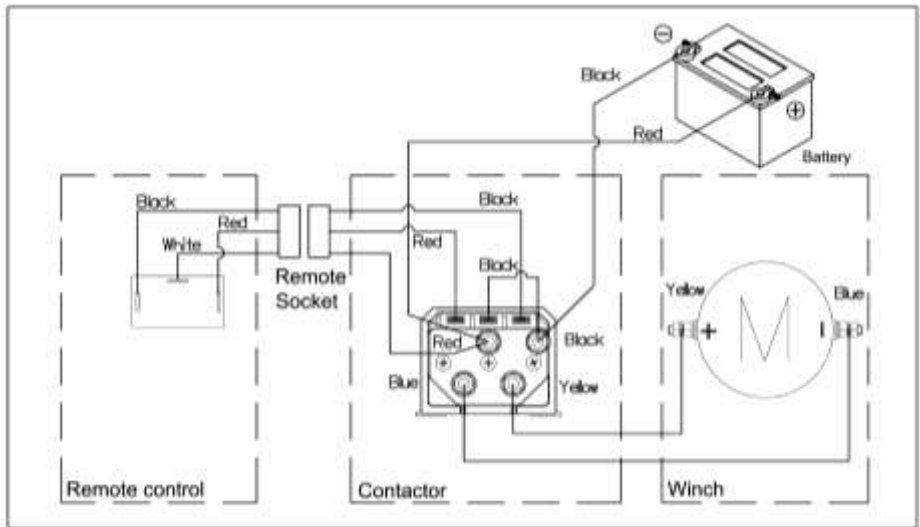 ⊖
Black
Red
⊕
Battery
Black
Red
White
Black
Red
Remote
Socket
Black
Red
Black
Blue
Yellow
Yellow
Blue
+
M
−
Remote control
Contactor
Winch